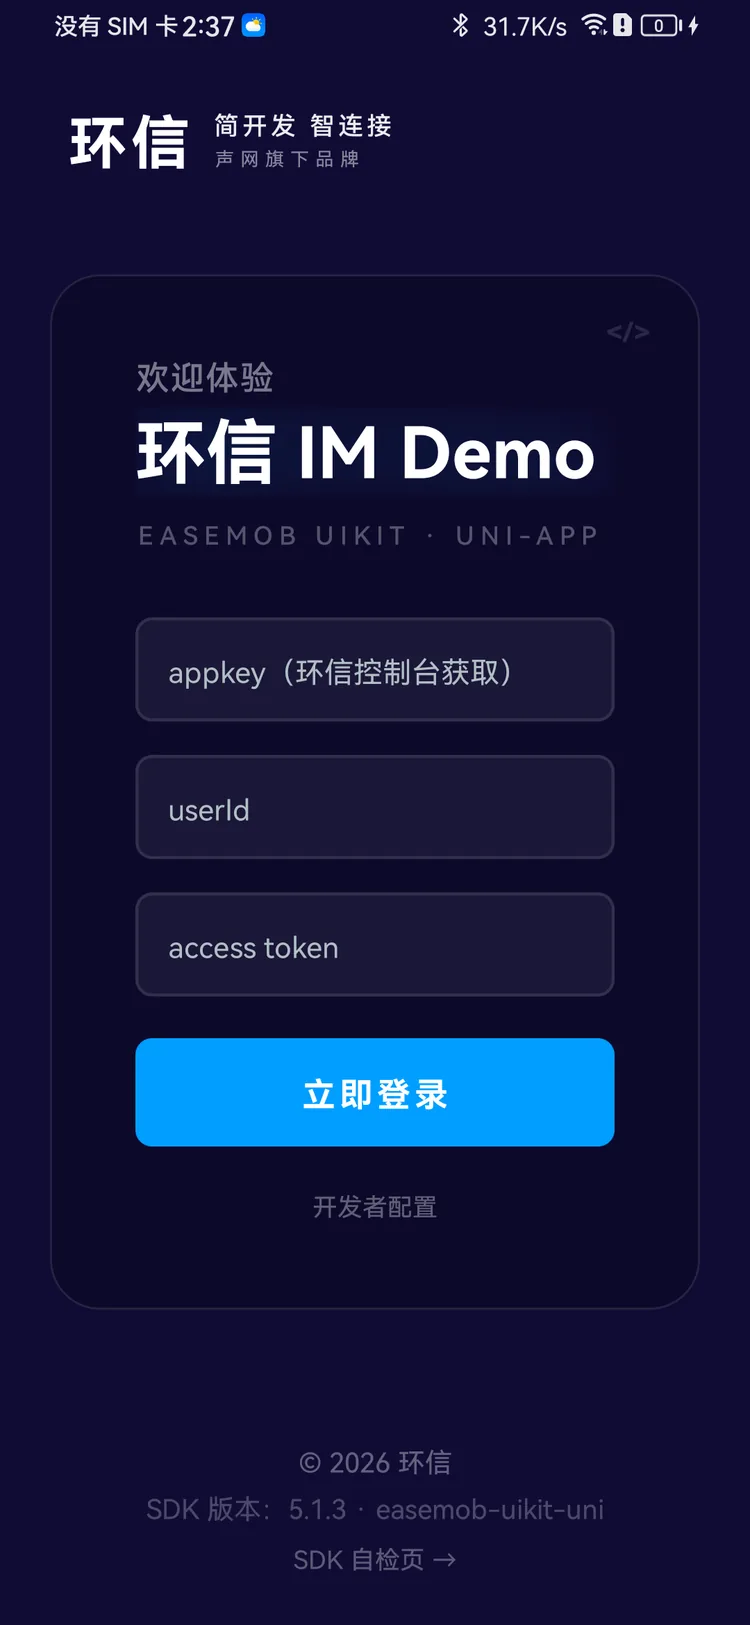 没有 SIM 卡 2:37 31.7K/s 0
环信
简开发 智连接
声网旗下品牌
</>
欢迎体验
环信 IM Demo
EASEMOB UIKIT · UNI-APP
appkey（环信控制台获取）
userId
access token
立即登录
开发者配置
© 2026 环信
SDK 版本：5.1.3 · easemob-uikit-uni
SDK 自检页 →